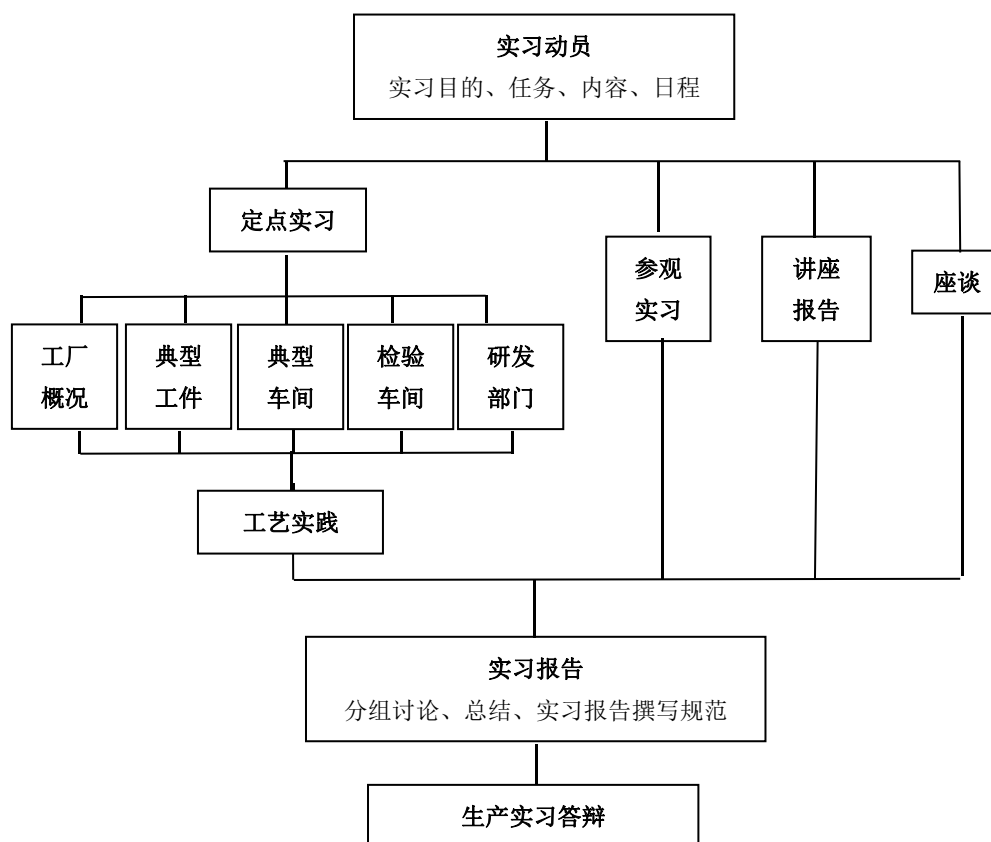 实习动员
实习目的、任务、内容、日程
定点实习
参观
实习
讲座
报告
座谈
工厂
概况
典型
工件
典型
车间
检验
车间
研发
部门
工艺实践
实习报告
分组讨论、总结、实习报告撰写规范
生产实习答辩